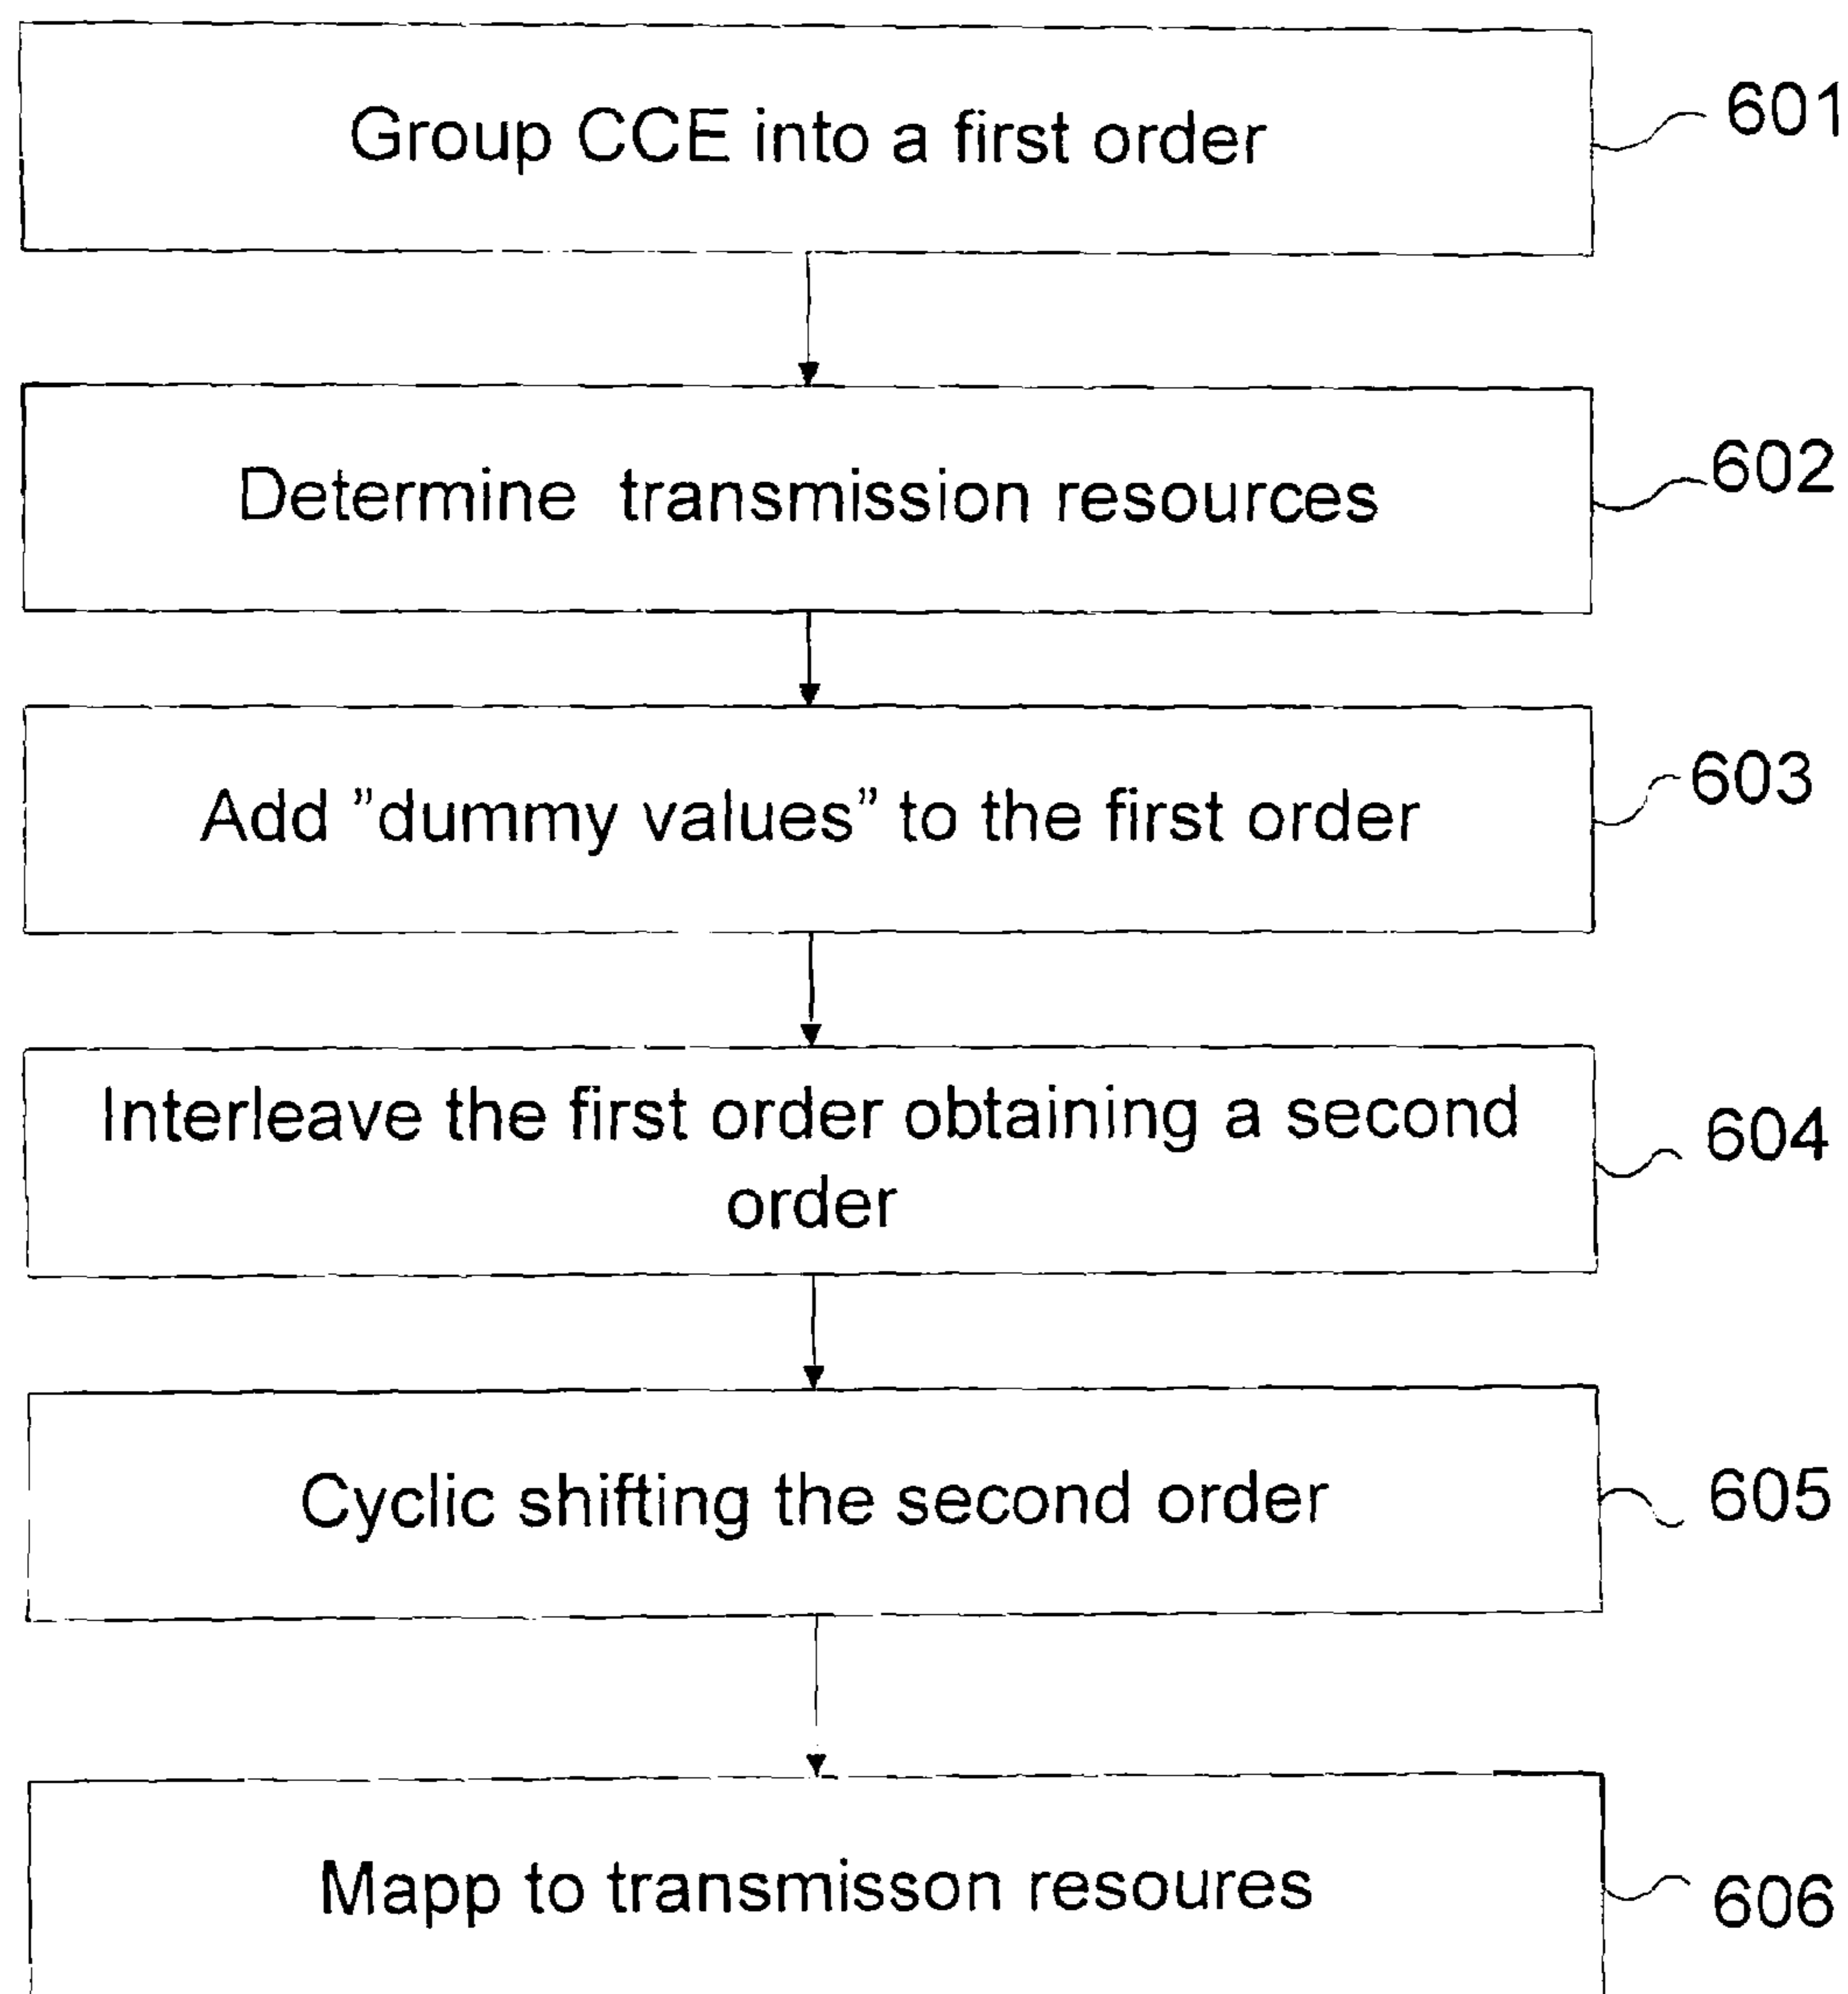 Group CCE into a first order
601
Determine transmission resources
602
Add ”dummy values” to the first order
603
Interleave the first order obtaining a second
order
604
Cyclic shifting the second order
605
Mapp to transmisson resoures
606